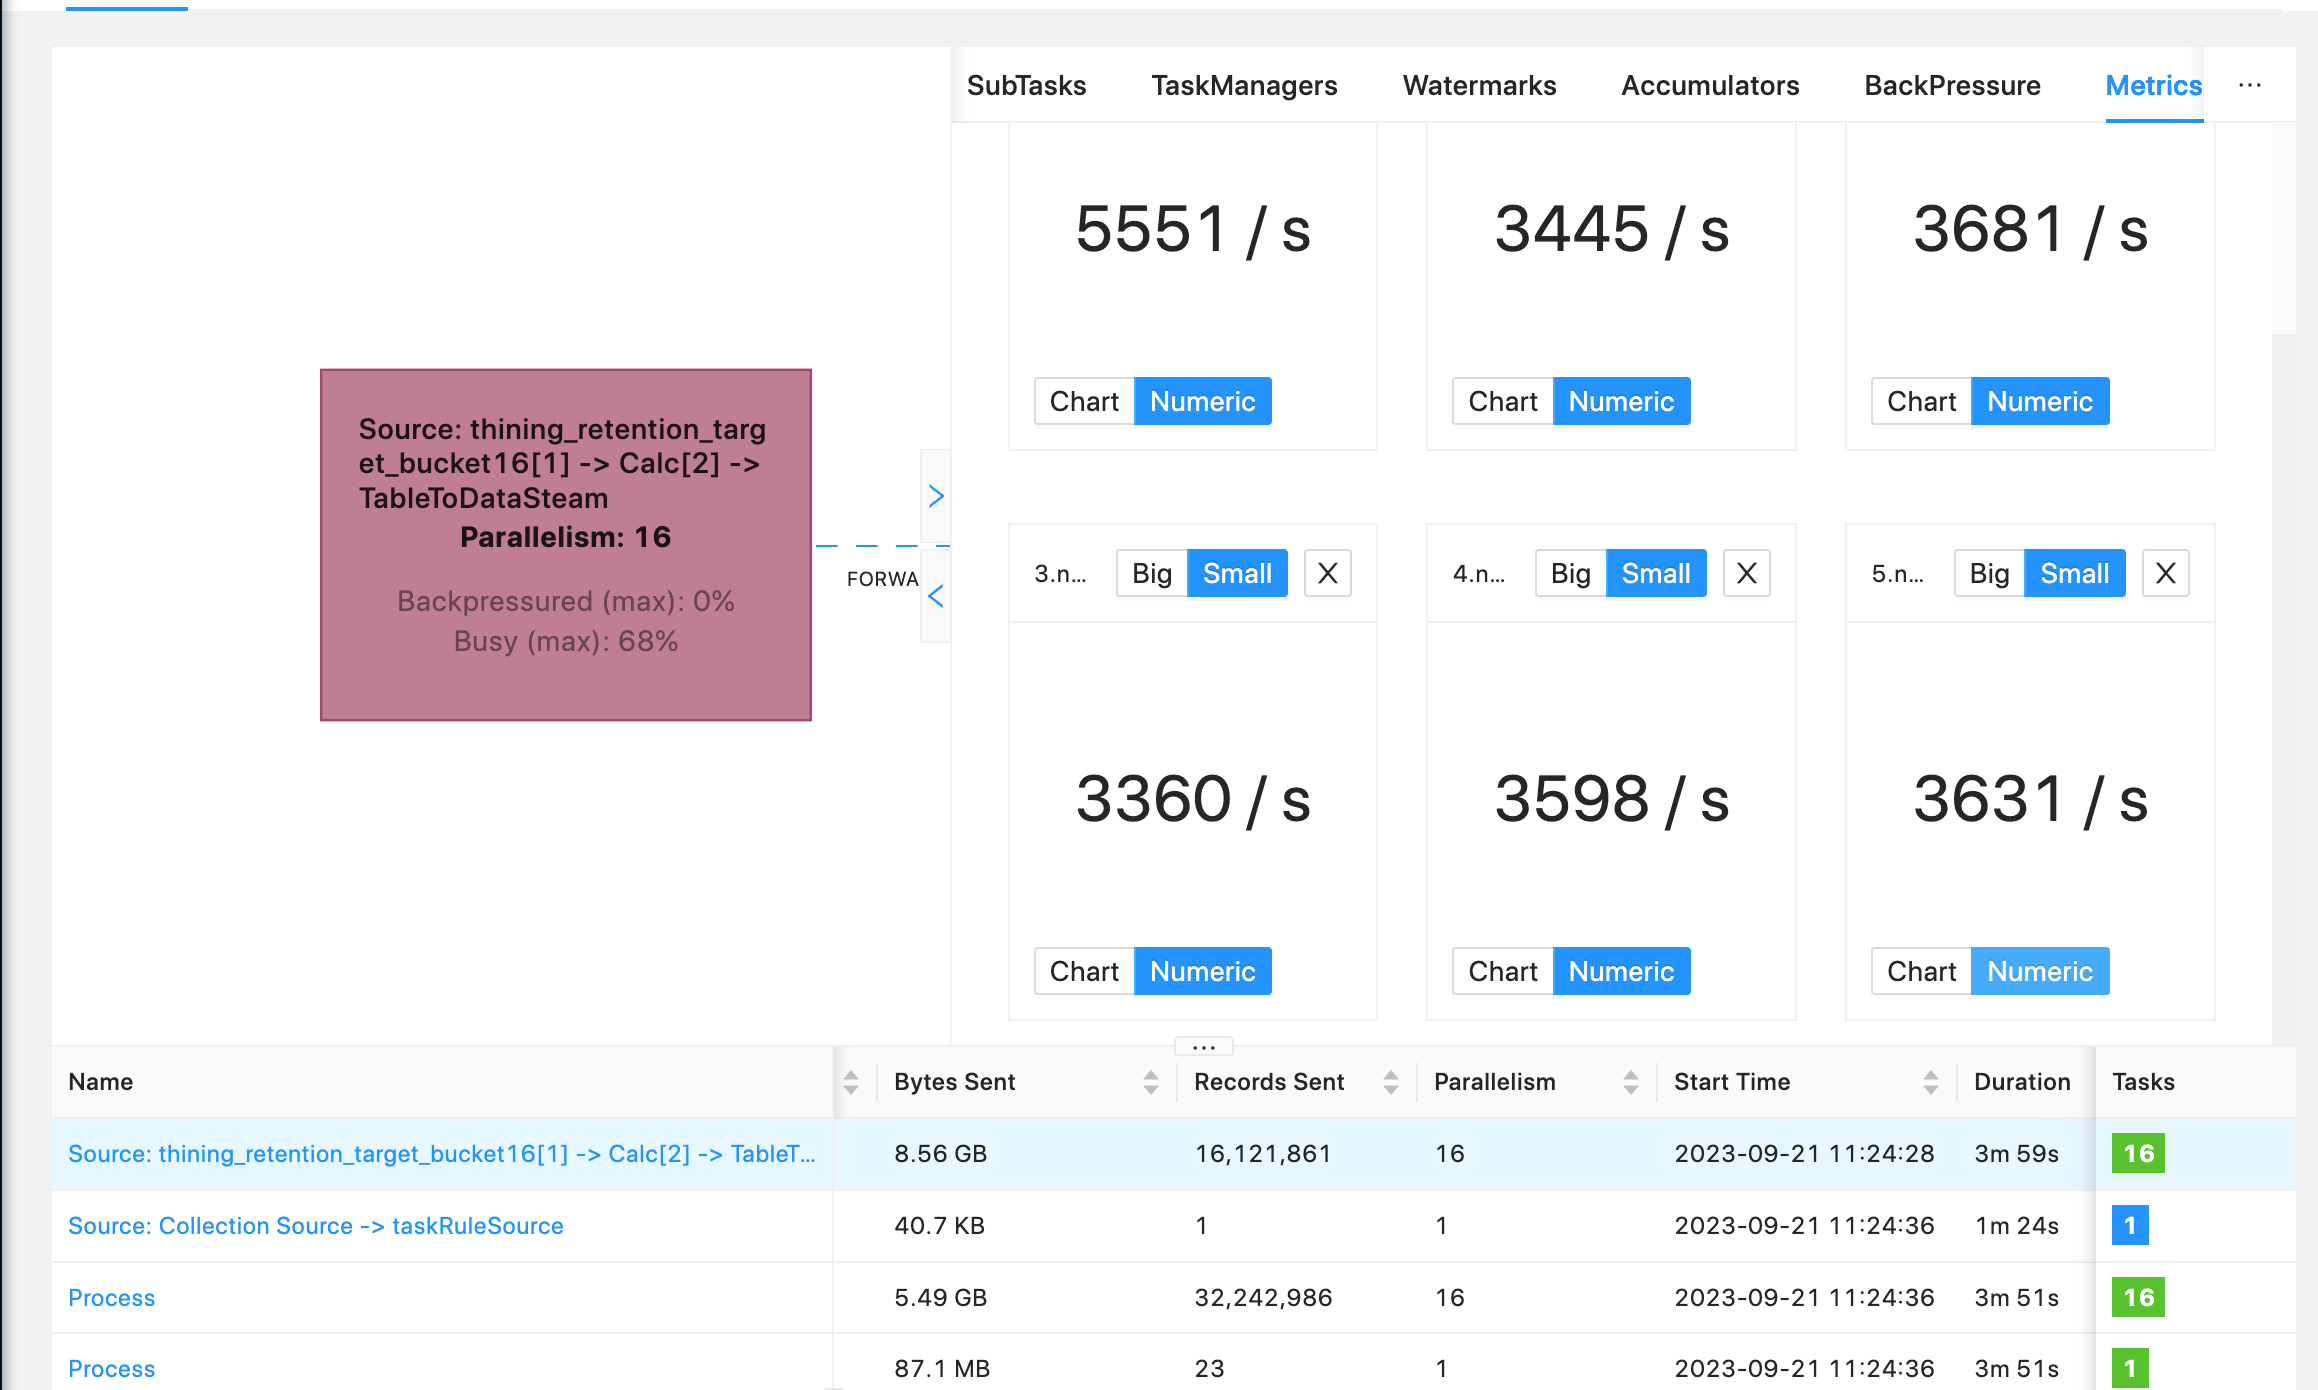 SubTasks TaskManagers Watermarks Accumulators BackPressure Metrics ...
5551 / s 3445 / s 3681 / s
Chart Numeric Chart Numeric Chart Numeric
Source: thining_retention_targ
et_bucket16[1] -> Calc[2] ->
TableToDataSteam
Parallelism: 16
Backpressured (max): 0%
Busy (max): 68%
FORWA
3.n... Big Small X 4.n... Big Small X 5.n... Big Small X
3360 / s 3598 / s 3631 / s
Chart Numeric Chart Numeric Chart Numeric
...
Name Bytes Sent Records Sent Parallelism Start Time Duration Tasks
Source: thining_retention_target_bucket16[1] -> Calc[2] -> TableT... 8.56 GB 16,121,861 16 2023-09-21 11:24:28 3m 59s 16
Source: Collection Source -> taskRuleSource 40.7 KB 1 1 2023-09-21 11:24:36 1m 24s 1
Process 5.49 GB 32,242,986 16 2023-09-21 11:24:36 3m 51s 16
Process 87.1 MB 23 1 2023-09-21 11:24:36 3m 51s 1